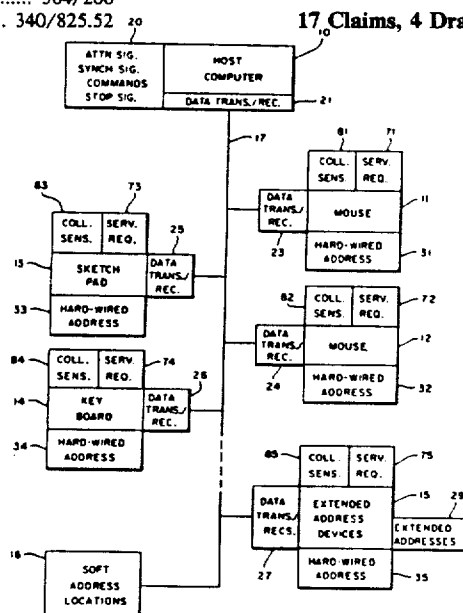 ...... 364/200
. 340/825.52
17 Claims, 4 Dra
20
10
ATTN SIG.
SYNCH SIG.
COMMANDS
STOP SIG.
HOST
COMPUTER
DATA TRANS./REC.
21
17
81
71
COLL.
SENS.
SERV.
REQ.
DATA
TRANS./
REC.
MOUSE
11
23
HARD-WIRED
ADDRESS
31
83
73
COLL.
SENS.
SERV.
REQ.
25
13
SKETCH
PAD
DATA
TRANS./
REC.
33
HARD-WIRED
ADDRESS
82
72
COLL.
SENS.
SERV.
REQ.
DATA
TRANS./
REC.
MOUSE
12
24
HARD-WIRED
ADDRESS
32
84
74
COLL.
SENS.
SERV.
REQ.
26
14
KEY
BOARD
DATA
TRANS./
REC.
34
HARD-WIRED
ADDRESS
85
75
COLL.
SENS.
SERV.
REQ.
DATA
TRANS./
RECS.
EXTENDED
ADDRESS
DEVICES
15
29
EXTENDED
ADDRESSES
27
HARD-WIRED
ADDRESS
35
16
SOFT
ADDRESS
LOCATIONS